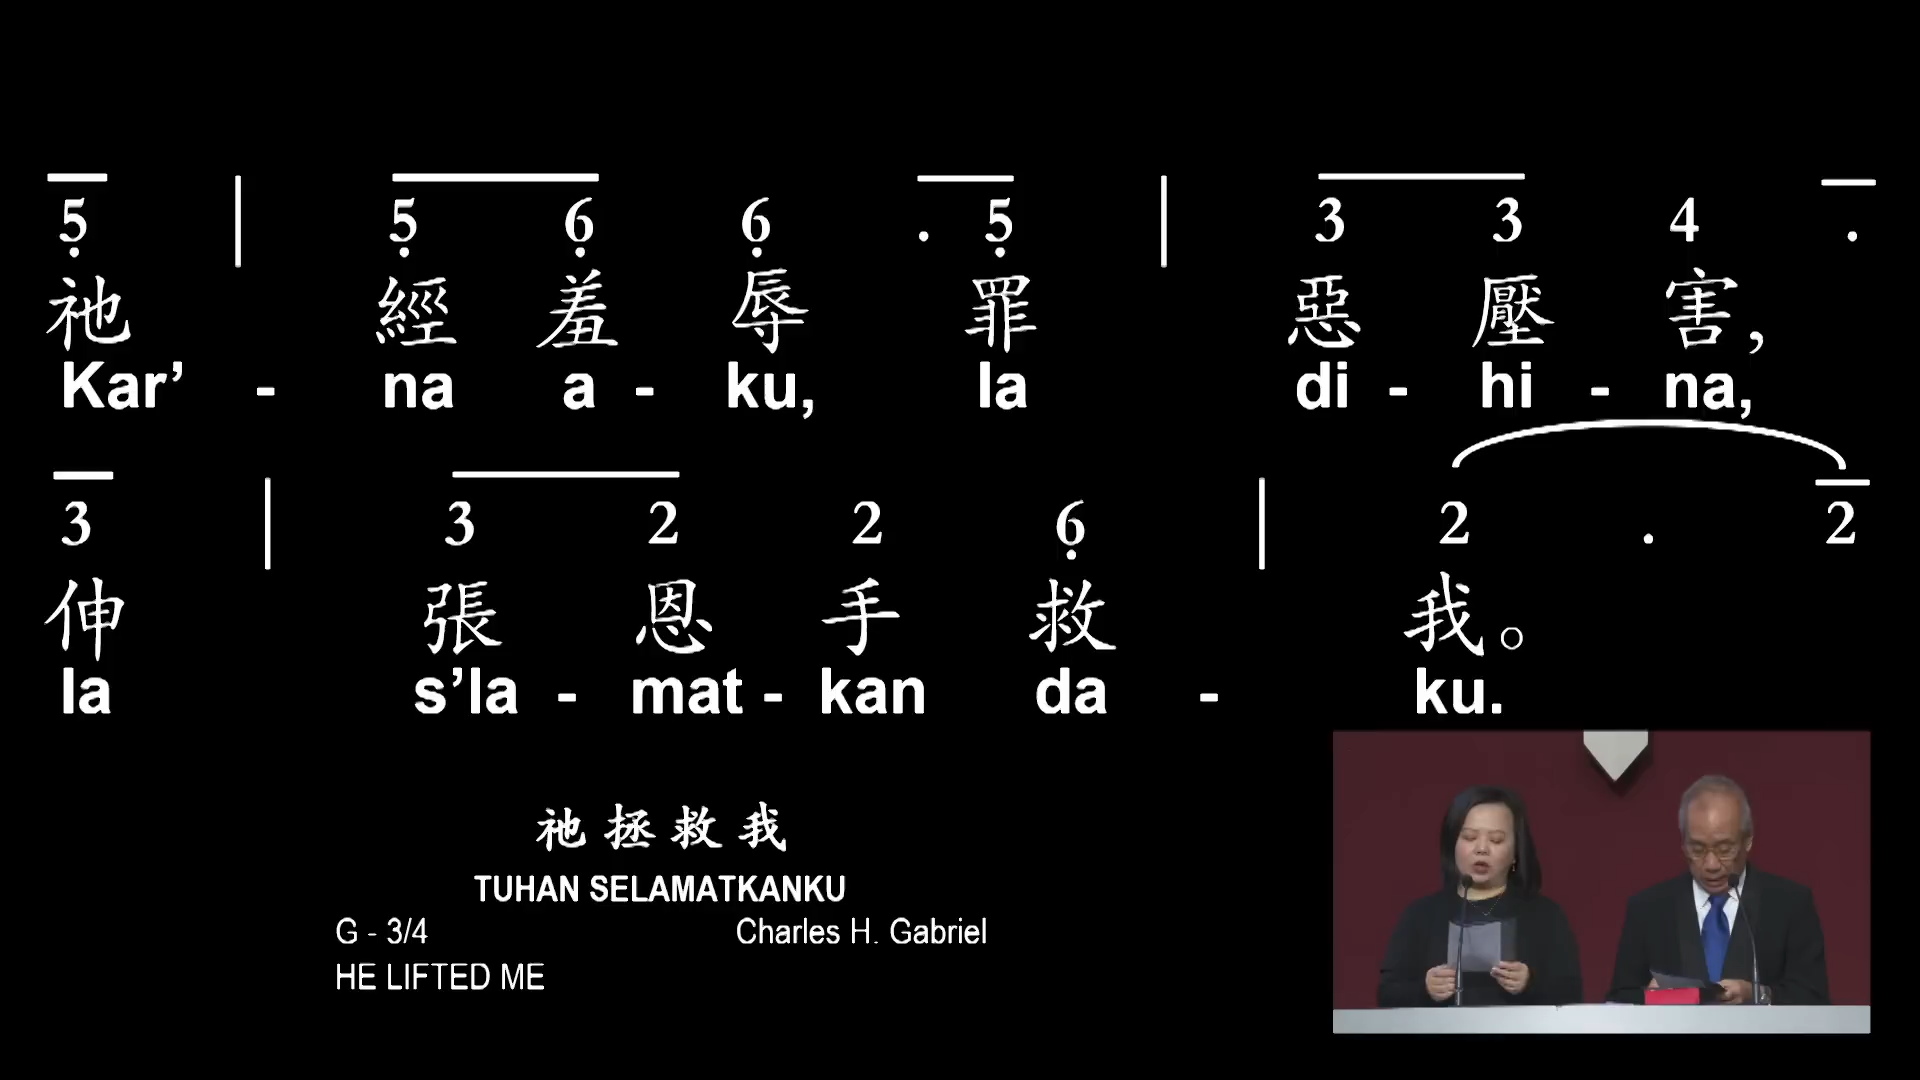 5̣ | 5̣ 6̣ 6̣ . 5̣ | 3 3 4 .
祂 經 羞 辱 罪 惡 壓 害，
Kar’ - na a - ku, la di - hi - na,
3 | 3 2 2 6̣ | 2 . 2
伸 張 恩 手 救 我。
la s’la - mat - kan da - ku.
祂拯救我
TUHAN SELAMATKANKU
G - 3/4 Charles H. Gabriel
HE LIFTED ME